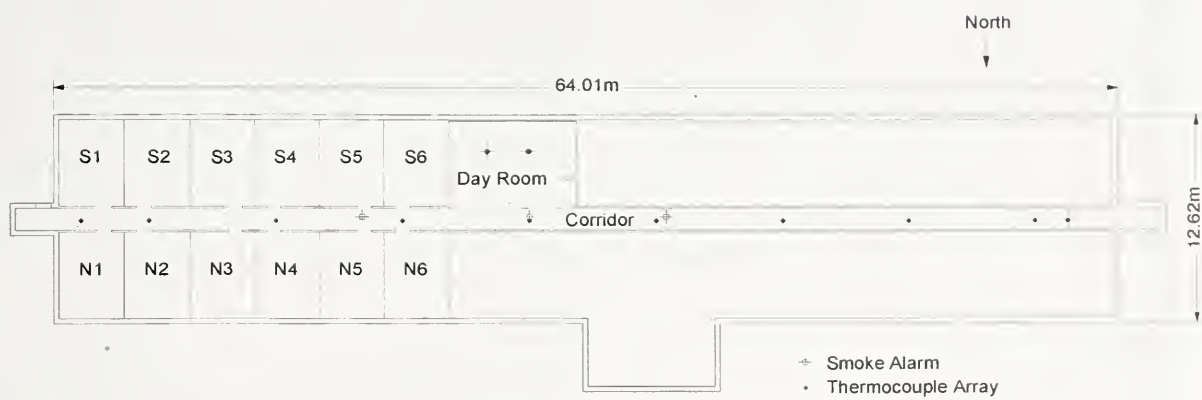 North
64.01m
S1 S2 S3 S4 S5 S6
Day Room
Corridor
12.62m
N1 N2 N3 N4 N5 N6
Smoke Alarm
Thermocouple Array